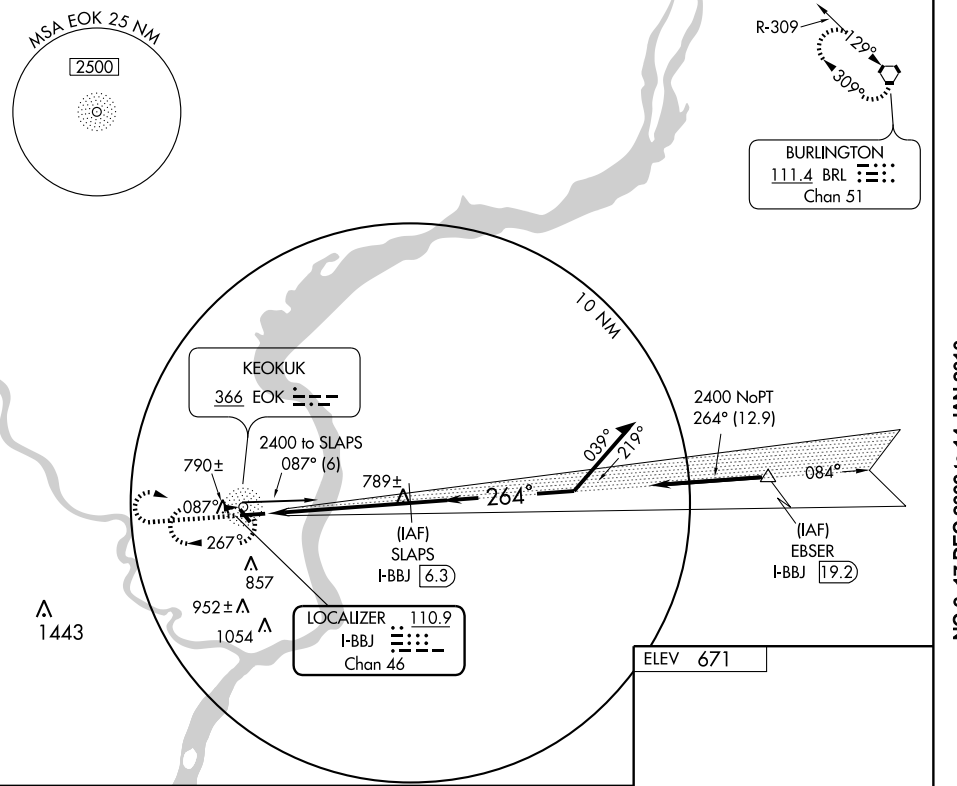 MSA EOK 25 NM
2500
R-309
129°
309°
BURLINGTON
111.4 BRL
Chan 51
10 NM
KEOKUK
366 EOK
2400 to SLAPS
087° (6)
790±
087°
267°
789±
264°
039°
219°
2400 NoPT
264° (12.9)
084°
(IAF)
SLAPS
I-BBJ 6.3
(IAF)
EBSER
I-BBJ 19.2
857
952±
1054
1443
LOCALIZER 110.9
I-BBJ
Chan 46
ELEV 671